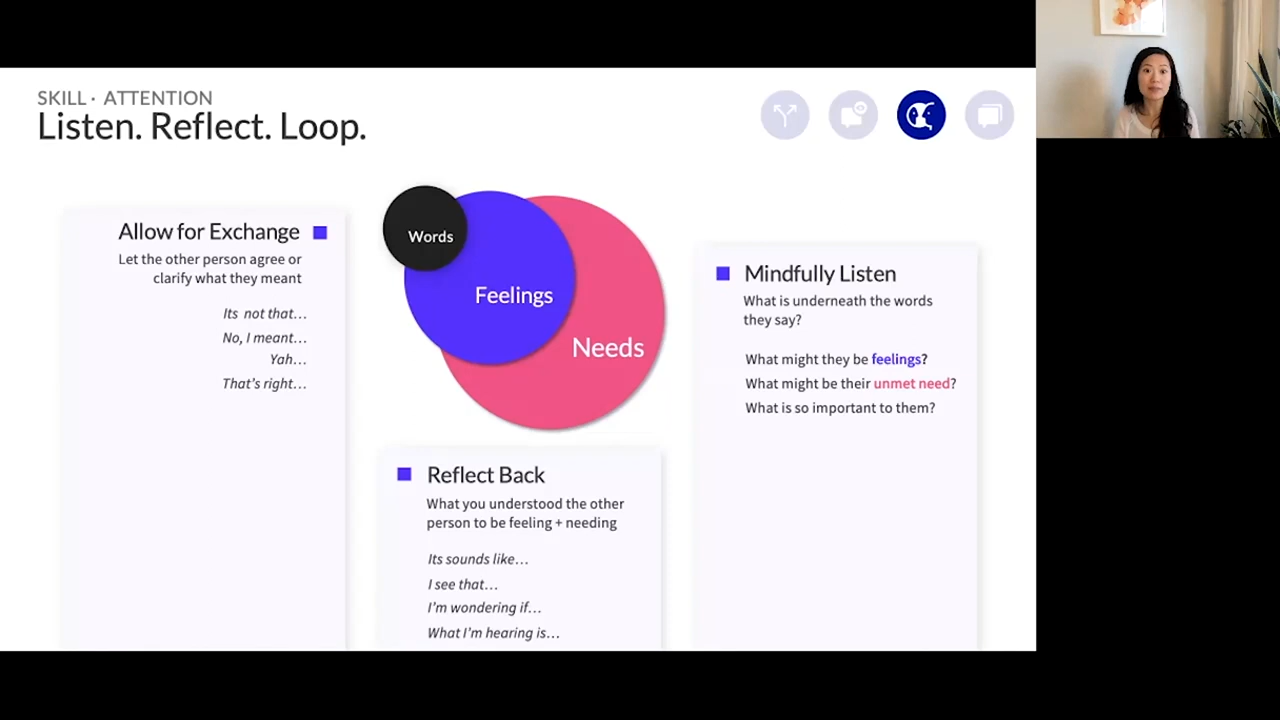 SKILL · ATTENTION
Listen. Reflect. Loop.
Allow for Exchange
Let the other person agree or
clarify what they meant
Its not that…
No, I meant…
Yah…
That's right…
Words
Feelings
Needs
Reflect Back
What you understood the other
person to be feeling + needing
Its sounds like…
I see that…
I'm wondering if…
What I'm hearing is…
Mindfully Listen
What is underneath the words
they say?
What might they be feelings?
What might be their unmet need?
What is so important to them?